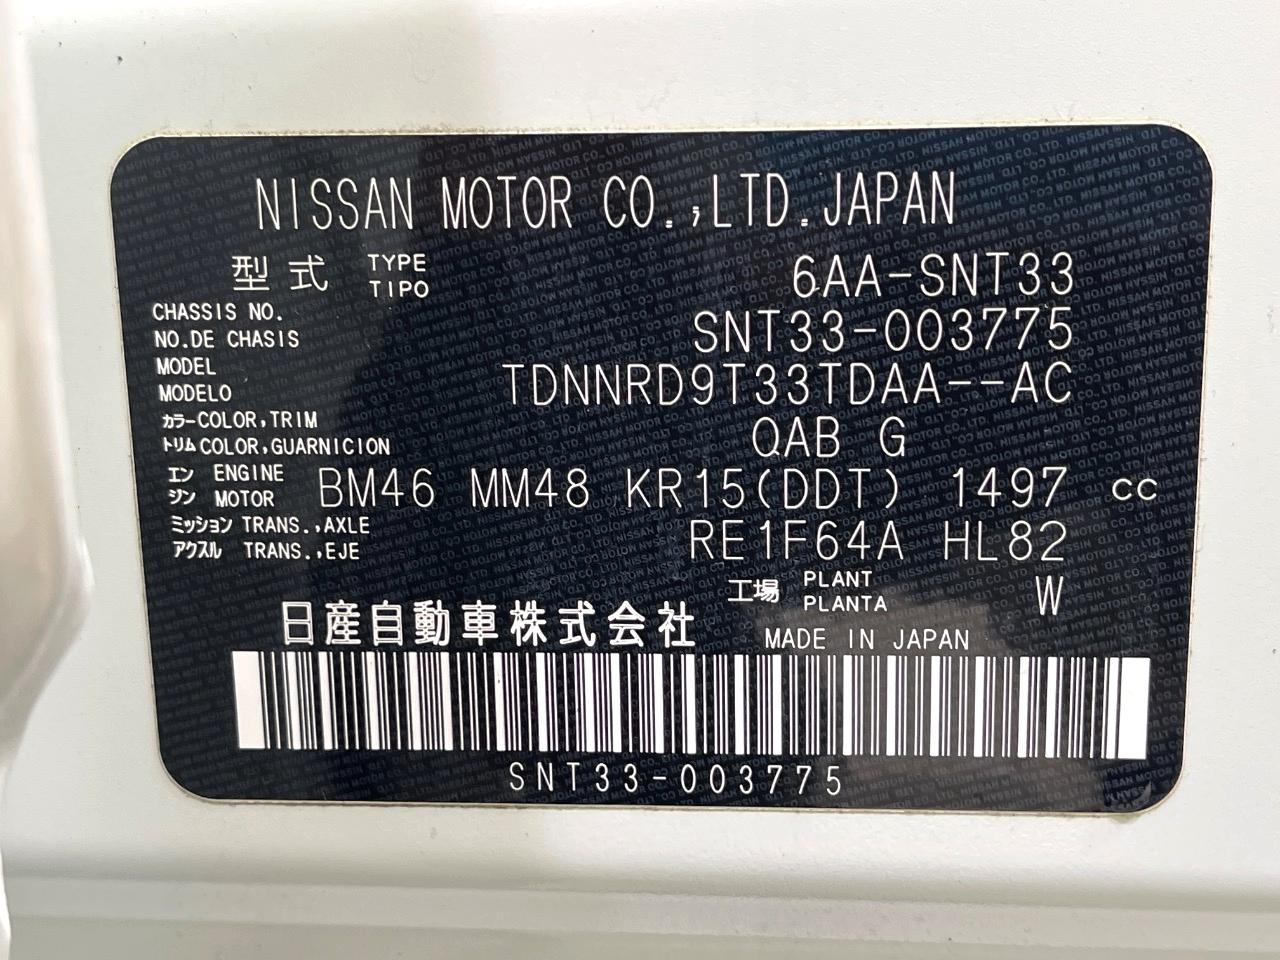 NISSAN MOTOR CO.,LTD.JAPAN
型式 TYPE TIPO 6AA-SNT33
CHASSIS NO.
NO.DE CHASIS SNT33-003775
MODEL
MODELO TDNNRD9T33TDAA--AC
カラー COLOR,TRIM
トリム COLOR,GUARNICION QAB G
エンジン ENGINE MOTOR BM46 MM48 KR15(DDT) 1497 cc
ミッション TRANS.,AXLE
アクスル TRANS.,EJE RE1F64A HL82
工場 PLANT PLANTA W
日産自動車株式会社 MADE IN JAPAN
SNT33-003775